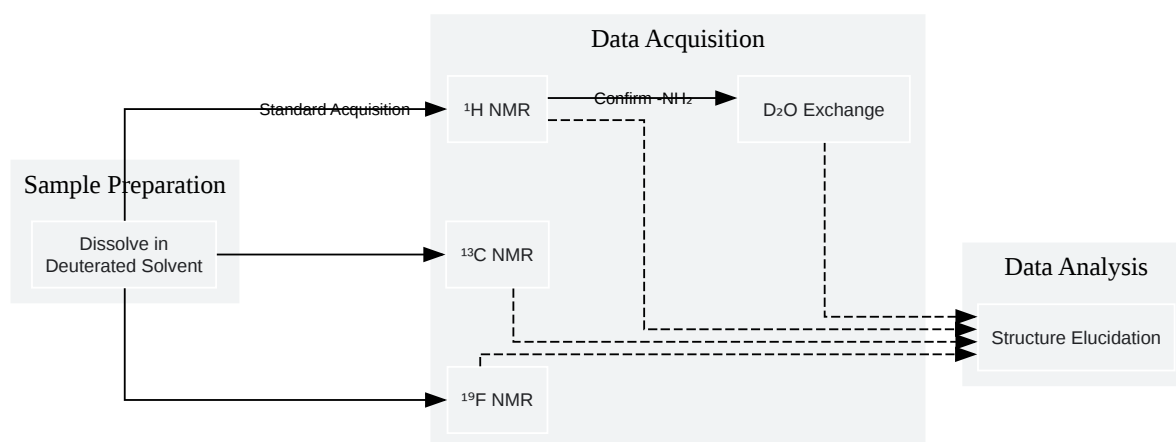 Data Acquisition
Standard Acquisition
¹H NMR
Confirm -NH₂
D₂O Exchange
Sample Preparation
Dissolve in
Deuterated Solvent
¹³C NMR
Data Analysis
Structure Elucidation
¹⁹F NMR